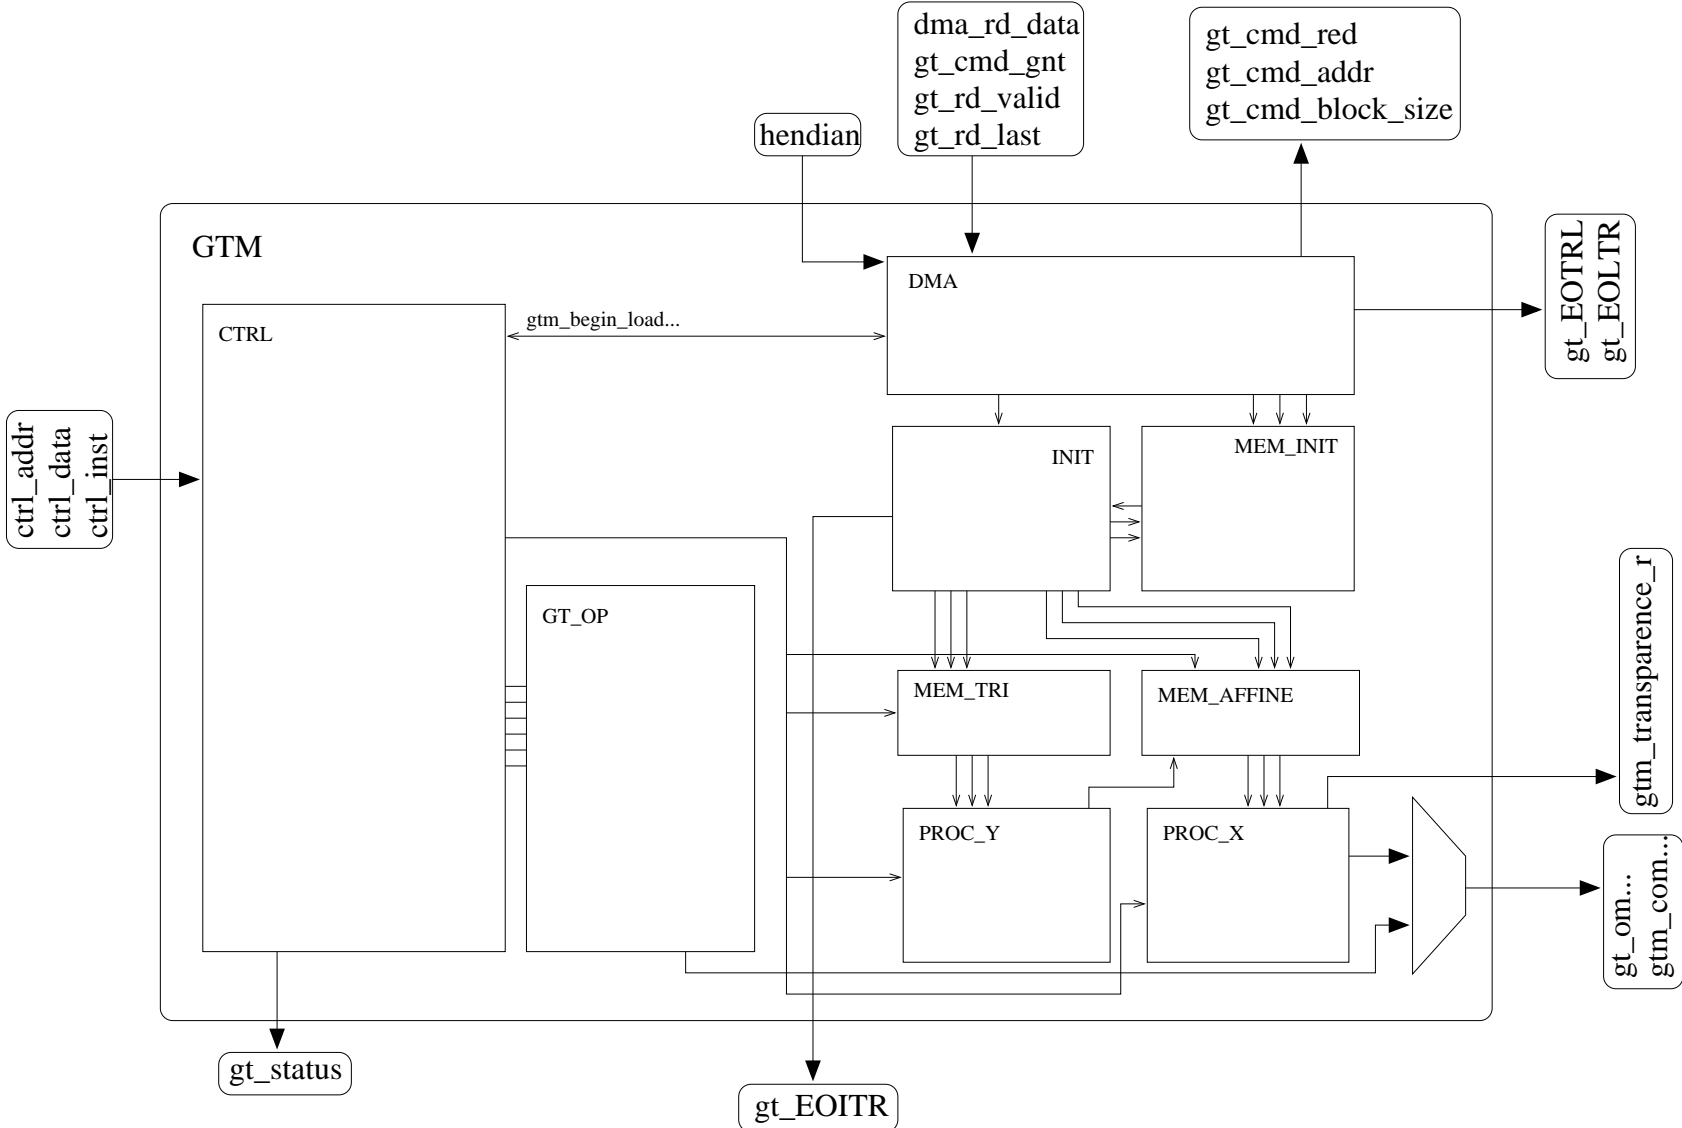 dma_rd_data
gt_cmd_gnt
gt_rd_valid
gt_rd_last
gt_cmd_red
gt_cmd_addr
gt_cmd_block_size
hendian
GTM
gt_EOTRL
gt_EOLTR
DMA
CTRL
gtm_begin_load...
ctrl_addr
ctrl_data
ctrl_inst
INIT
MEM_INIT
GT_OP
MEM_TRI
MEM_AFFINE
gtm_transparence_r
PROC_Y
PROC_X
gt_om...
gtm_com...
gt_status
gt_EOITR